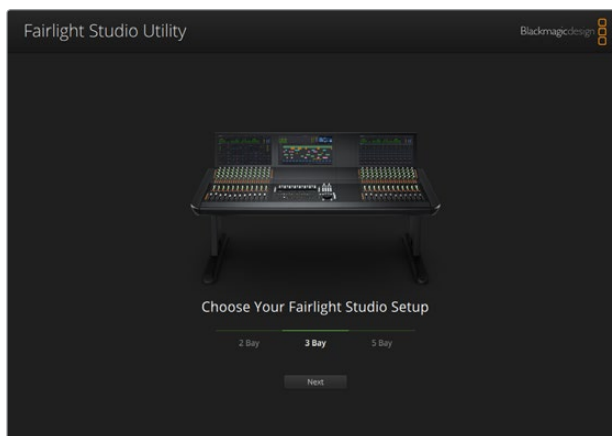 Fairlight Studio Utility
Blackmagicdesign
Choose Your Fairlight Studio Setup
2 Bay
3 Bay
5 Bay
Next